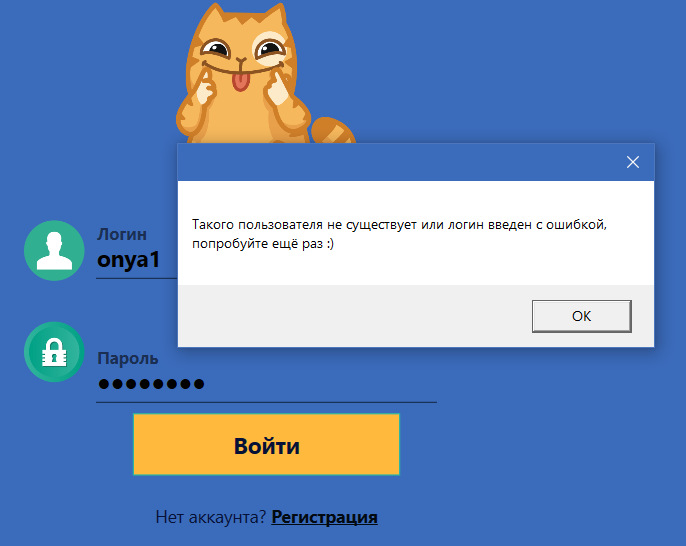 Такого пользователя не существует или логин введен с ошибкой,
попробуйте ещё раз :)
OK
Логин
onya1
Пароль
●●●●●●●●
Войти
Нет аккаунта? Регистрация